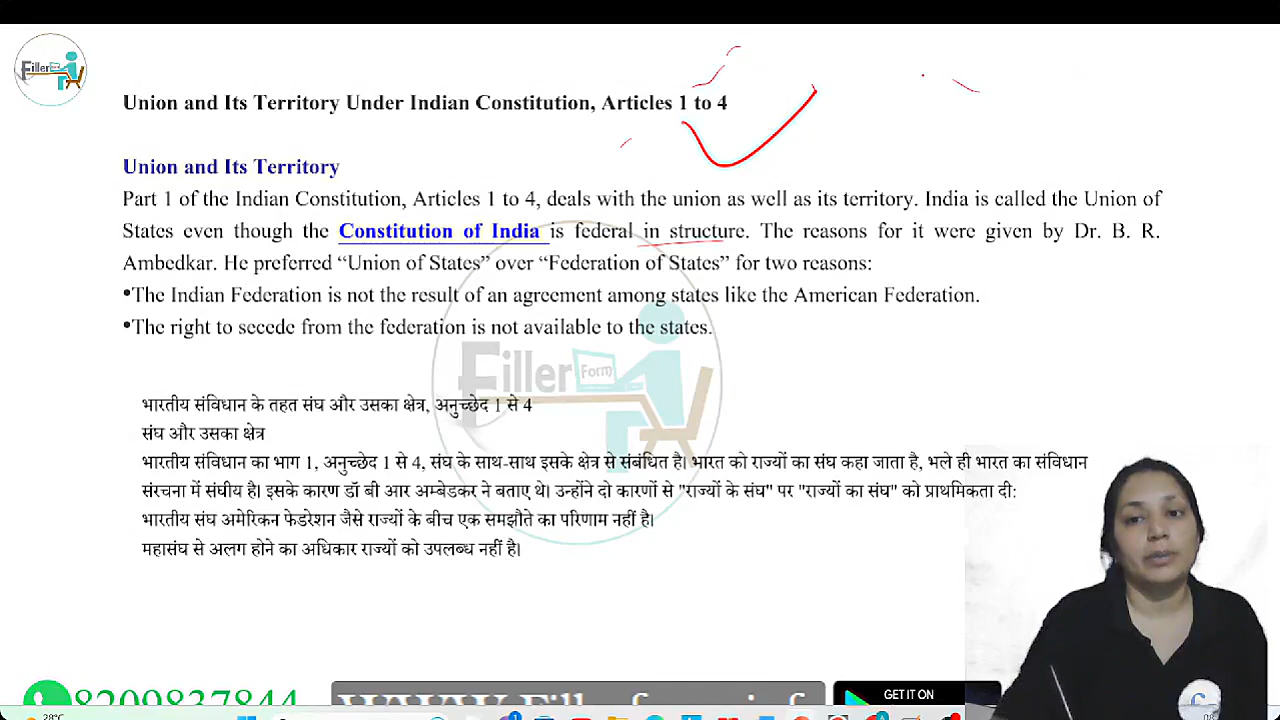 Filler
Union and Its Territory Under Indian Constitution, Articles 1 to 4
Union and Its Territory
Part 1 of the Indian Constitution, Articles 1 to 4, deals with the union as well as its territory. India is called the Union of
States even though the Constitution of India is federal in structure. The reasons for it were given by Dr. B. R.
Ambedkar. He preferred “Union of States” over “Federation of States” for two reasons:
•The Indian Federation is not the result of an agreement among states like the American Federation.
•The right to secede from the federation is not available to the states.
Filler Form
भारतीय संविधान के तहत संघ और उसका क्षेत्र, अनुच्छेद 1 से 4
संघ और उसका क्षेत्र
भारतीय संविधान का भाग 1, अनुच्छेद 1 से 4, संघ के साथ-साथ इसके क्षेत्र से संबंधित है। भारत को राज्यों का संघ कहा जाता है, भले ही भारत का संविधान
संरचना में संघीय है। इसके कारण डॉ बी आर अम्बेडकर ने बताए थे। उन्होंने दो कारणों से "राज्यों के संघ" पर "राज्यों का संघ" को प्राथमिकता दी:
भारतीय संघ अमेरिकन फेडरेशन जैसे राज्यों के बीच एक समझौते का परिणाम नहीं है।
महासंघ से अलग होने का अधिकार राज्यों को उपलब्ध नहीं है।
8209837844
GET IT ON
28°C